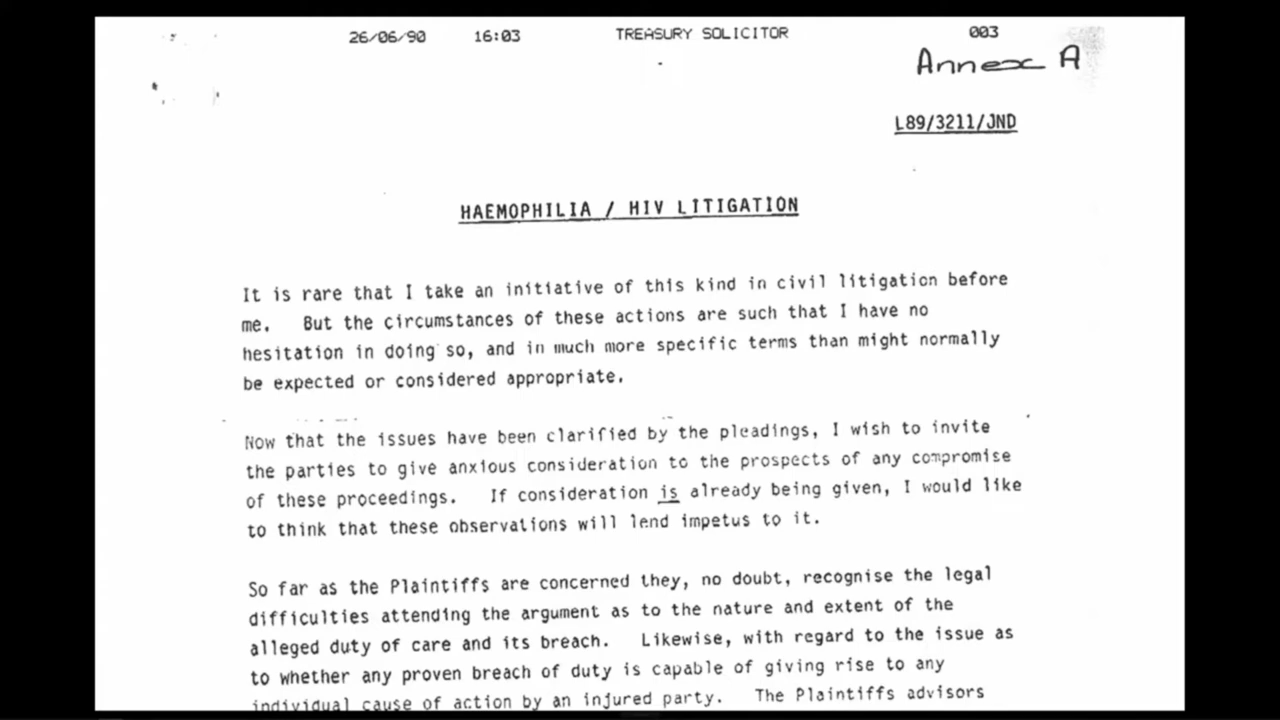 26/06/90 16:03 TREASURY SOLICITOR 003
Annex A
L89/3211/JND
HAEMOPHILIA / HIV LITIGATION
It is rare that I take an initiative of this kind in civil litigation before
me. But the circumstances of these actions are such that I have no
hesitation in doing so, and in much more specific terms than might normally
be expected or considered appropriate.
Now that the issues have been clarified by the pleadings, I wish to invite
the parties to give anxious consideration to the prospects of any compromise
of these proceedings. If consideration is already being given, I would like
to think that these observations will lend impetus to it.
So far as the Plaintiffs are concerned they, no doubt, recognise the legal
difficulties attending the argument as to the nature and extent of the
alleged duty of care and its breach. Likewise, with regard to the issue as
to whether any proven breach of duty is capable of giving rise to any
individual cause of action by an injured party. The Plaintiffs advisors